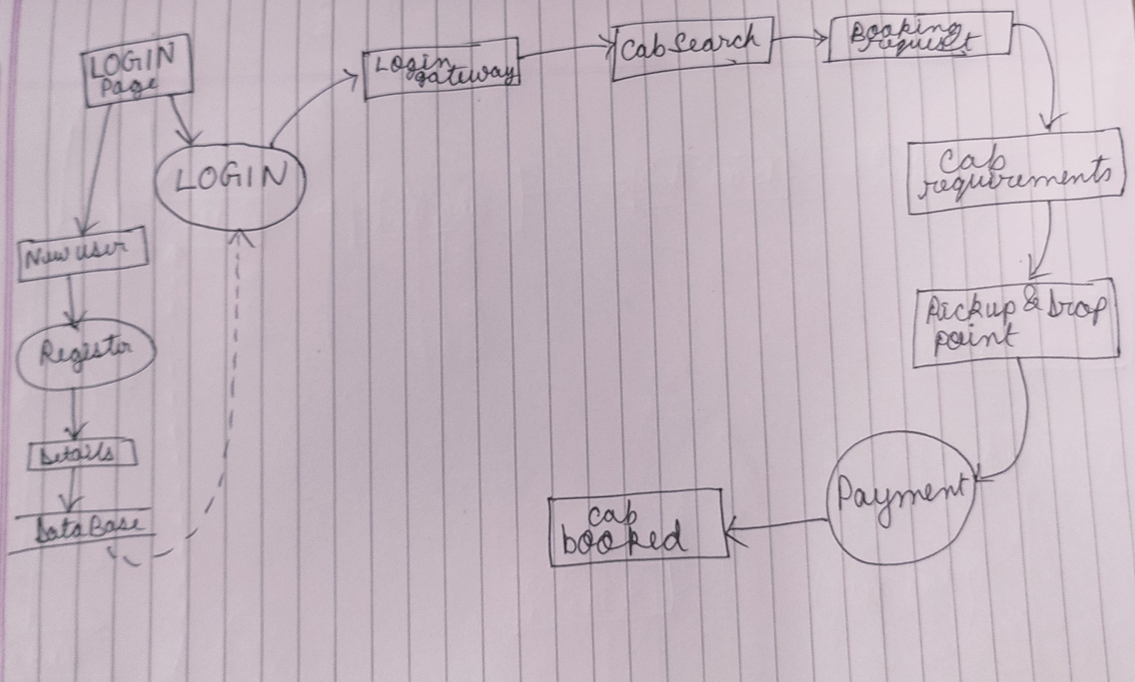 LOGIN
Page
LOGIN
Login
gateway
Cab Search
Booking
request
Cab
requirements
Pickup & Drop
point
Payment
cab
booked
New user
Register
Details
DataBase